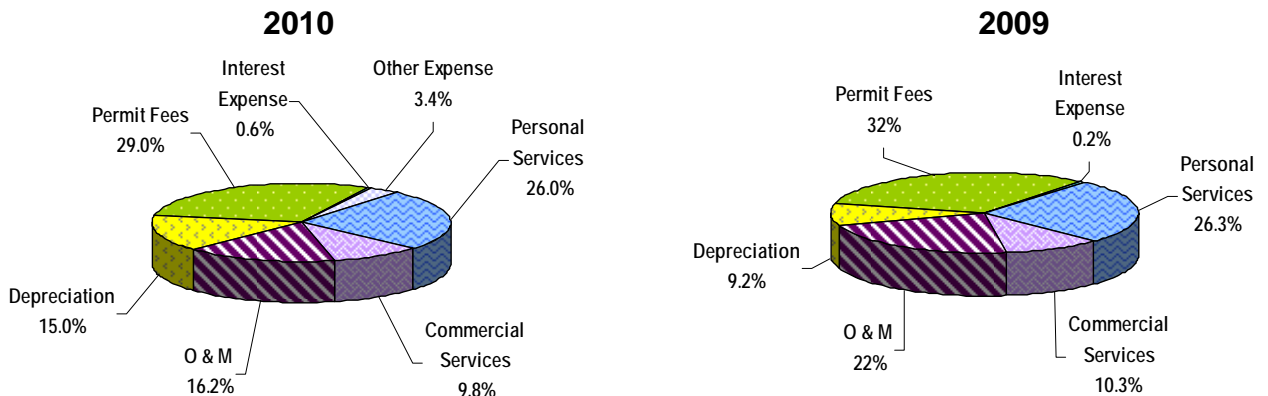 2010
Interest
Expense
0.6%
Other Expense
3.4%
Permit Fees
29.0%
Personal
Services
26.0%
Depreciation
15.0%
O & M
16.2%
Commercial
Services
9.8%
2009
Permit Fees
32%
Interest
Expense
0.2%
Personal
Services
26.3%
Depreciation
9.2%
O & M
22%
Commercial
Services
10.3%